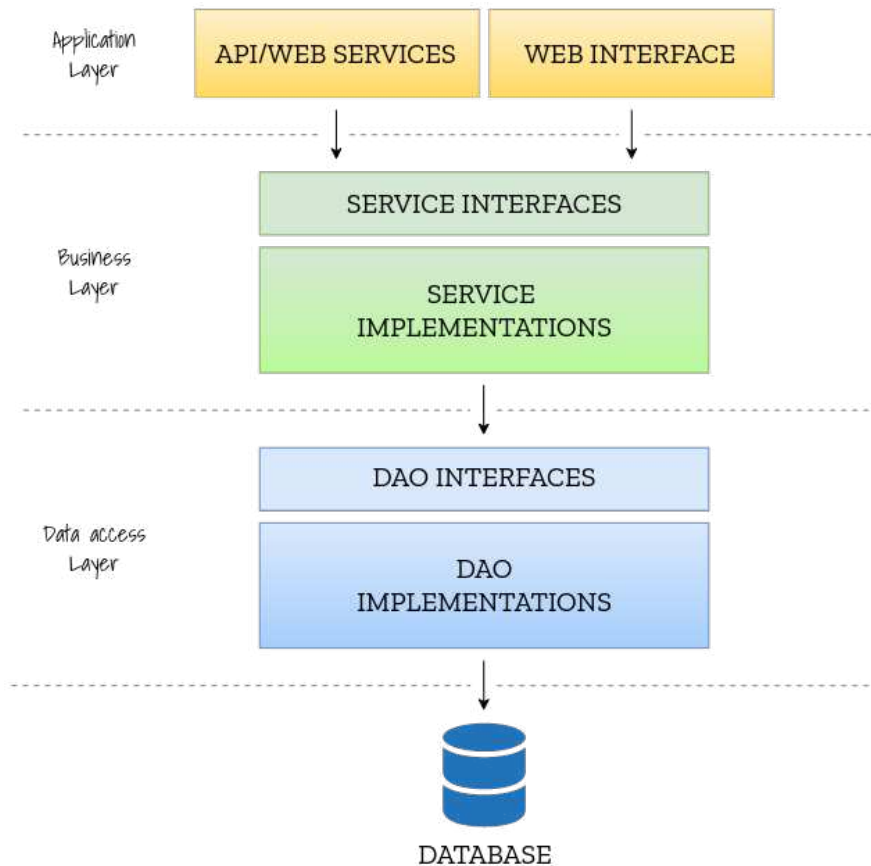 Application
Layer
API/WEB SERVICES
WEB INTERFACE
SERVICE INTERFACES
Business
Layer
SERVICE
IMPLEMENTATIONS
DAO INTERFACES
Data access
Layer
DAO
IMPLEMENTATIONS
DATABASE